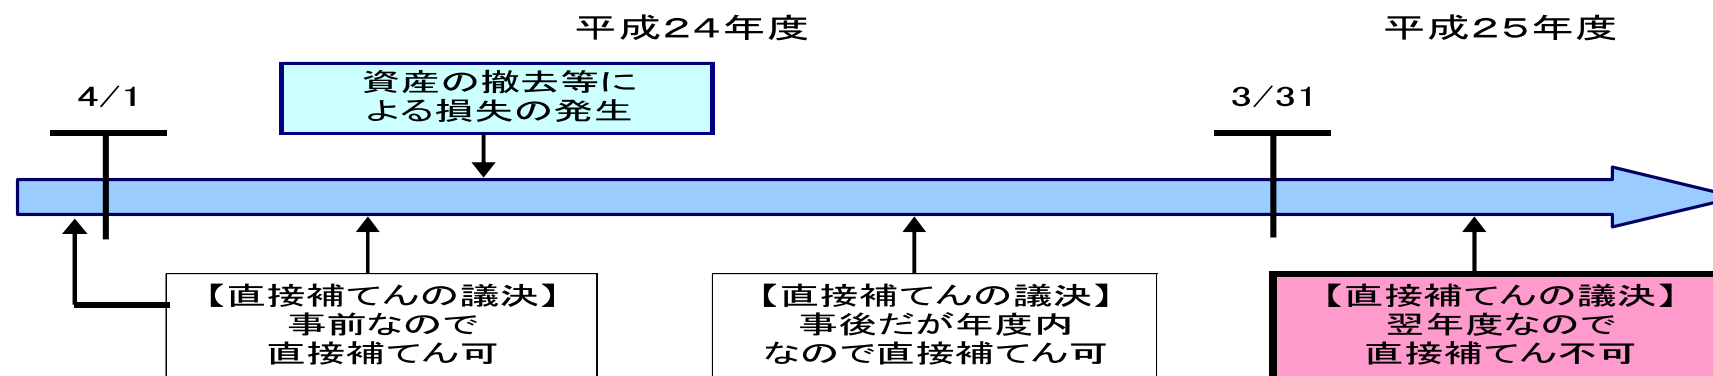 平成24年度
平成25年度
資産の撤去等に
よる損失の発生
4/1
3/31
【直接補てんの議決】
事前なので
直接補てん可
【直接補てんの議決】
事後だが年度内
なので直接補てん可
【直接補てんの議決】
翌年度なので
直接補てん不可